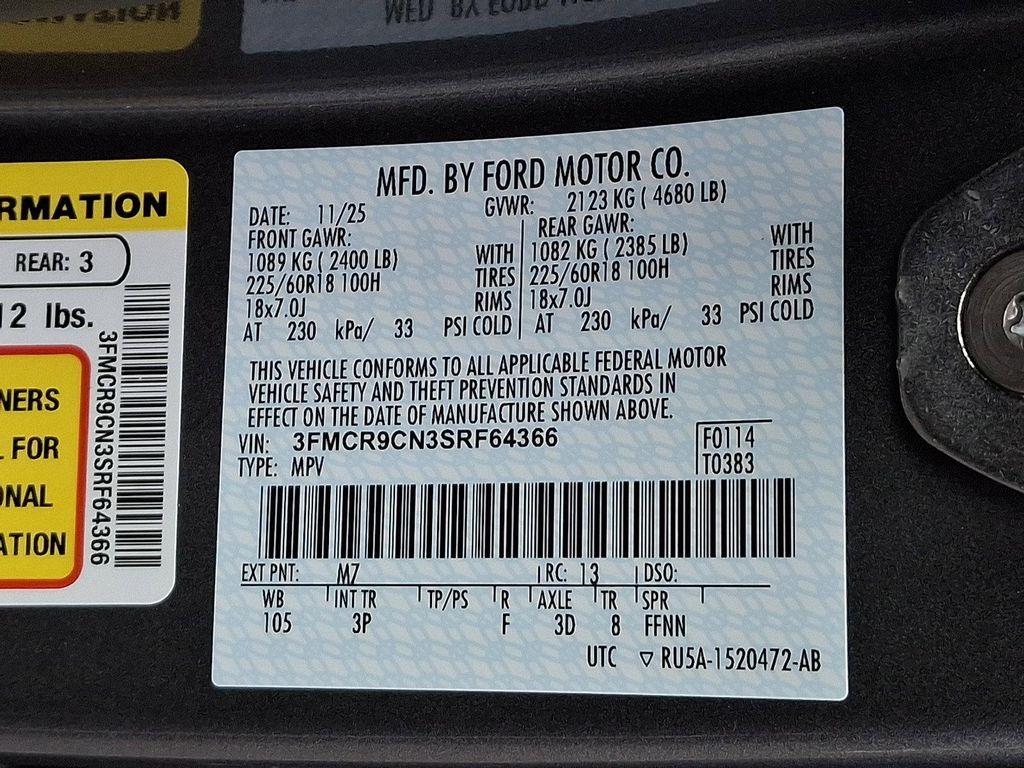 WED
RMATION
REAR: 3
12 lbs.
NERS
L FOR
ONAL
ATION
3FMCR9CN3SRF64366
MFD. BY FORD MOTOR CO.
DATE: 11/25 GVWR: 2123 KG ( 4680 LB)
FRONT GAWR: REAR GAWR:
1089 KG ( 2400 LB) WITH 1082 KG ( 2385 LB) WITH
225/60R18 100H TIRES 225/60R18 100H TIRES
18x7.0J RIMS 18x7.0J RIMS
AT 230 kPa/ 33 PSI COLD AT 230 kPa/ 33 PSI COLD
THIS VEHICLE CONFORMS TO ALL APPLICABLE FEDERAL MOTOR
VEHICLE SAFETY AND THEFT PREVENTION STANDARDS IN
EFFECT ON THE DATE OF MANUFACTURE SHOWN ABOVE.
VIN: 3FMCR9CN3SRF64366 F0114
TYPE: MPV T0383
EXT PNT: M7 RC: 13 DSO:
WB INT TR TP/PS R AXLE TR SPR
105 3P F 3D 8 FFNN
UTC ▽ RU5A-1520472-AB